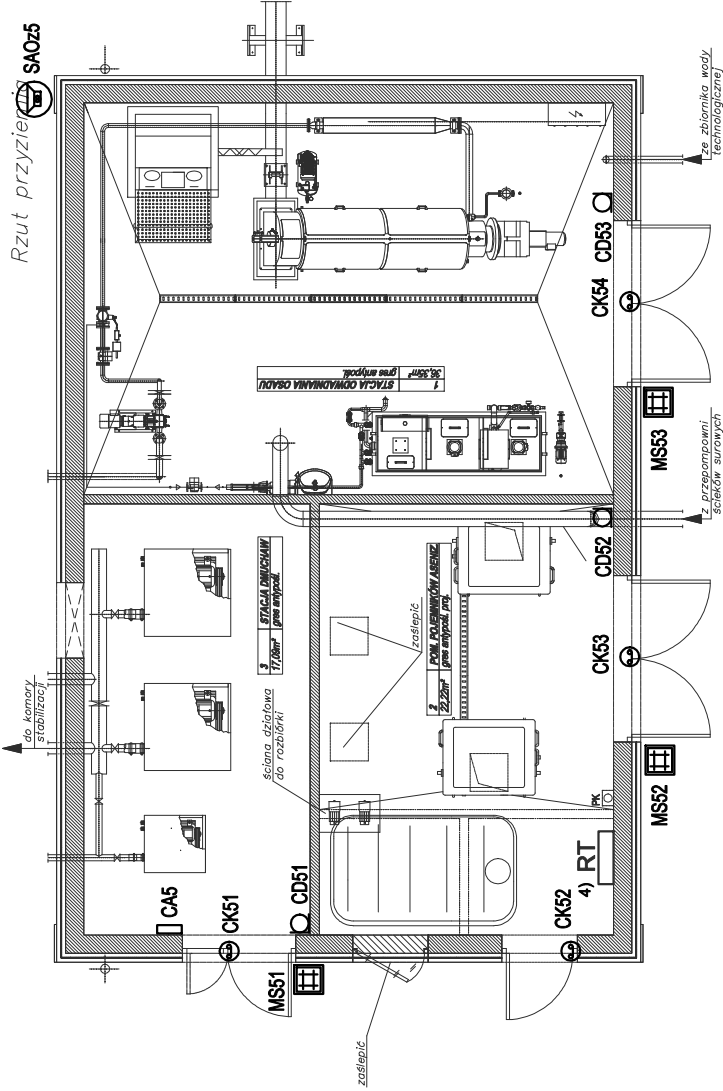 Rzut przyziemia
SAOz5
ze zbiornika wody
technologicznej
CD53
CK54
1
STACJA ODWADNIANIA OSADU
36,35m²
gres antypośl.
MS53
z przepompowni
ścieków surowych
CD52
3
STACJA DMUCHAW
17,09m²
gres antypośl.
2
POM. POJEMNIKÓW ASENIZ
22,22m²
gres antypośl. proj.
zaślepić
CK53
do komory
stabilizacji
ściana działowa
do rozbiórki
MS52
PK
RT
4)
CA5
CK51
CD51
CK52
MS51
zaślepić